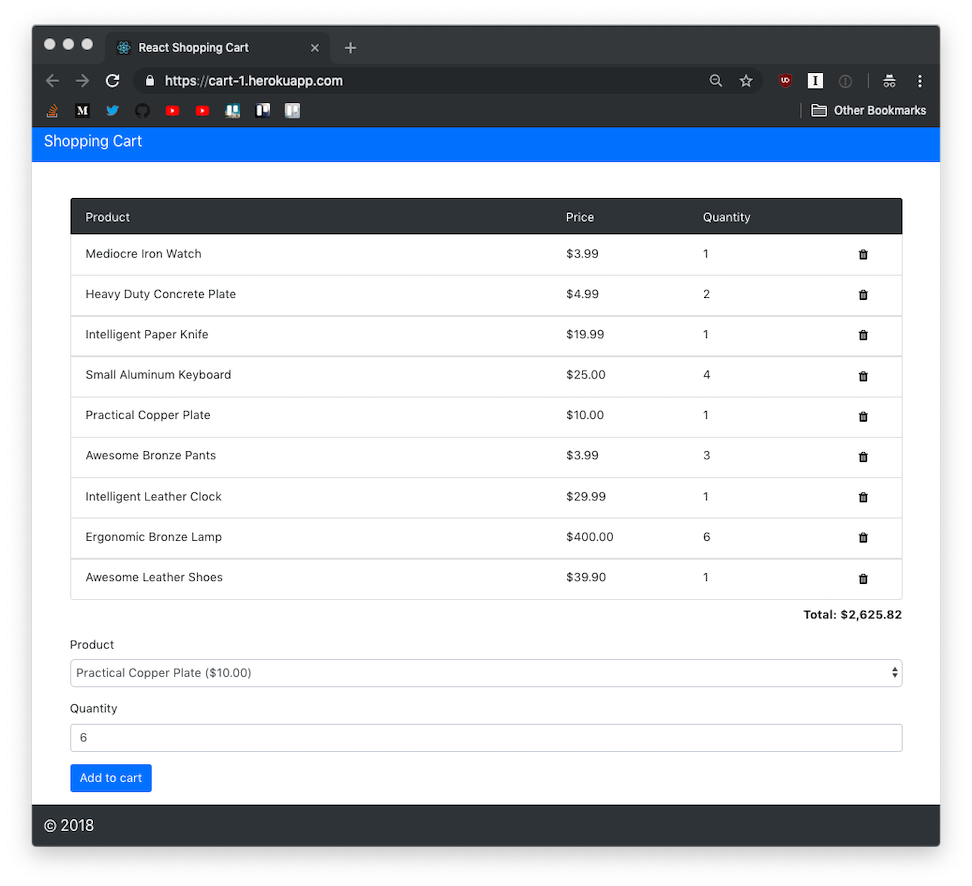 React Shopping Cart
https://cart-1.herokuapp.com
M UO I
Other Bookmarks
Shopping Cart
Product Price Quantity
Mediocre Iron Watch $3.99 1
Heavy Duty Concrete Plate $4.99 2
Intelligent Paper Knife $19.99 1
Small Aluminum Keyboard $25.00 4
Practical Copper Plate $10.00 1
Awesome Bronze Pants $3.99 3
Intelligent Leather Clock $29.99 1
Ergonomic Bronze Lamp $400.00 6
Awesome Leather Shoes $39.90 1
Total: $2,625.82
Product
Practical Copper Plate ($10.00)
Quantity
6
Add to cart
© 2018